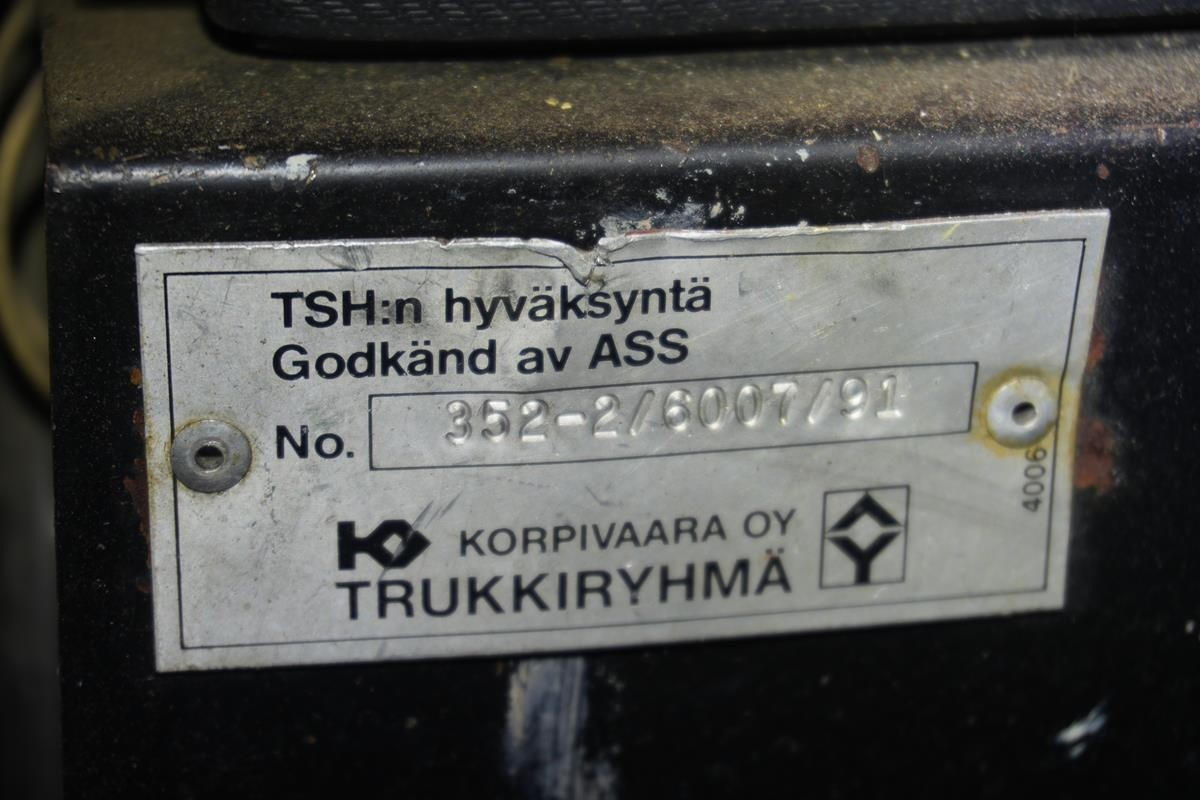 TSH:n hyväksyntä
Godkänd av ASS
No. 352-2/6007/91
4006
KORPIVAARA OY
TRUKKIRYHMÄ